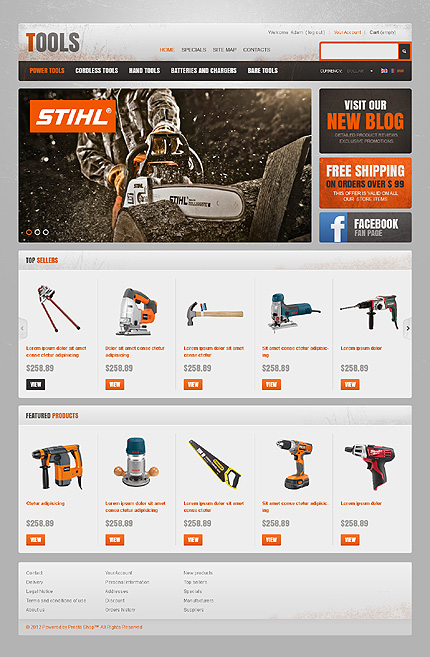 TOOLS
Welcome Adam (log out) | Your Account | Cart (empty)
HOME SPECIALS SITE MAP CONTACTS
POWER TOOLS CORDLESS TOOLS HAND TOOLS BATTERIES AND CHARGERS BARE TOOLS
CURRENCY: DOLLAR
STIHL®
STIHL
STIHL
VISIT OUR
NEW BLOG
DETAILED PRODUCT REVIEWS
EXCLUSIVE PROMOTIONS
FREE SHIPPING
ON ORDERS OVER $ 99
THIS OFFER IS VALID ON ALL
OUR STORE ITEMS
f FACEBOOK
FAN PAGE
TOP SELLERS
Lorem ipsum dolor sit amet conse ctetur adipisicing
$258.89
VIEW
Dolor sit amet conse ctetur adipisicing
$258.89
VIEW
Lorem ipsum dolor sit amet conse ctetur
$258.89
VIEW
Sit amet conse ctetur adipisic- ing
$258.89
VIEW
Lorem ipsum dolor
$258.89
VIEW
FEATURED PRODUCTS
Ctetur adipisicing
$258.89
VIEW
Lorem ipsum dolor sit amet conse ctetur adipisicing
$258.89
VIEW
Lorem ipsum dolor sit amet conse ctetur
$258.89
VIEW
Sit amet conse ctetur adipisic- ing
$258.89
VIEW
Lorem ipsum dolor
$258.89
VIEW
Contact Your Account New products
Delivery Personal information Top sellers
Legal Notice Addresses Specials
Terms and conditions of use Discount Manufacturers
About us Orders history Suppliers
© 2012 Powered by Presta Shop™. All Rights Reserved